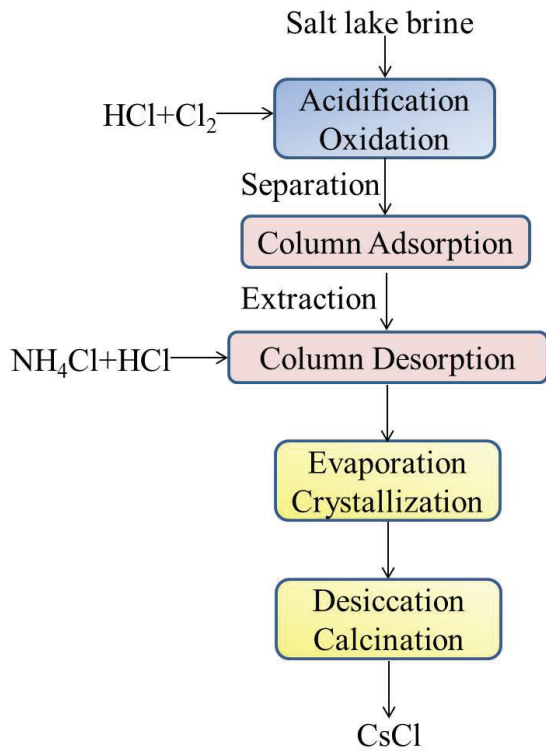 Salt lake brine
HCl+Cl₂
Acidification
Oxidation
Separation
Column Adsorption
Extraction
NH₄Cl+HCl
Column Desorption
Evaporation
Crystallization
Desiccation
Calcination
CsCl